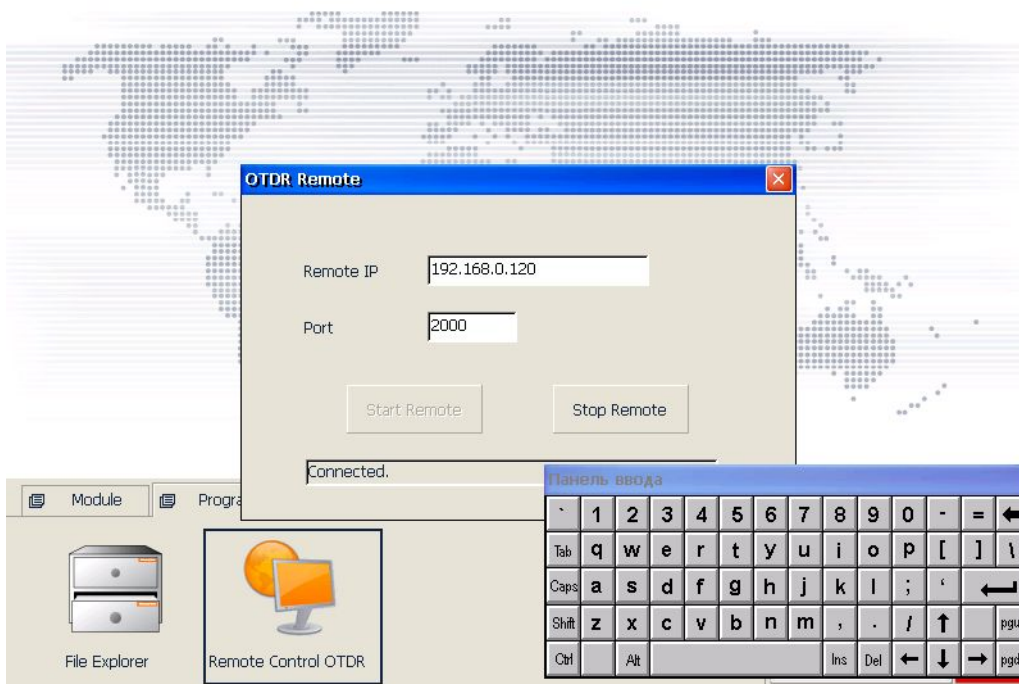 OTDR Remote
Remote IP 192.168.0.120
Port 2000
Start Remote Stop Remote
Connected.
Панель ввода
Module Progra
` 1 2 3 4 5 6 7 8 9 0 - =
Tab q w e r t y u i o p [ ] \
Caps a s d f g h j k l ; '
Shift z x c v b n m , . / pgu
Ctrl Alt Ins Del pgd
File Explorer Remote Control OTDR